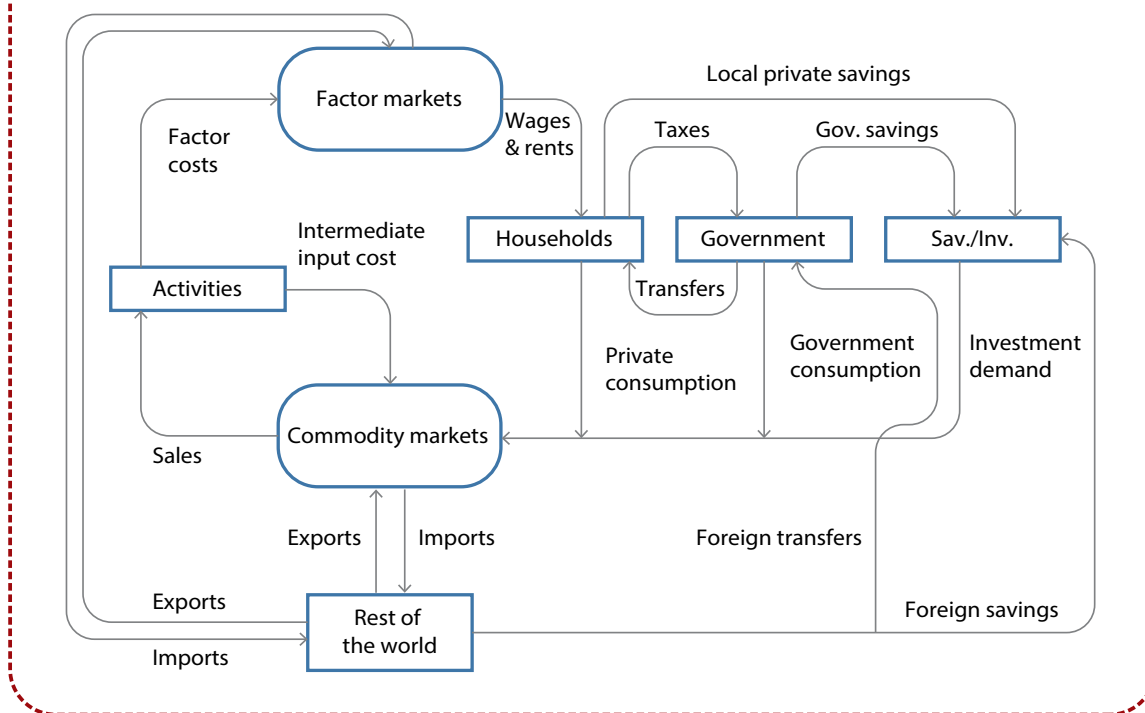 Local private savings
Factor markets
Wages
& rents
Taxes
Gov. savings
Factor
costs
Households
Government
Sav./Inv.
Intermediate
input cost
Activities
Transfers
Private
consumption
Government
consumption
Investment
demand
Commodity markets
Sales
Exports
Imports
Foreign transfers
Exports
Rest of
the world
Foreign savings
Imports